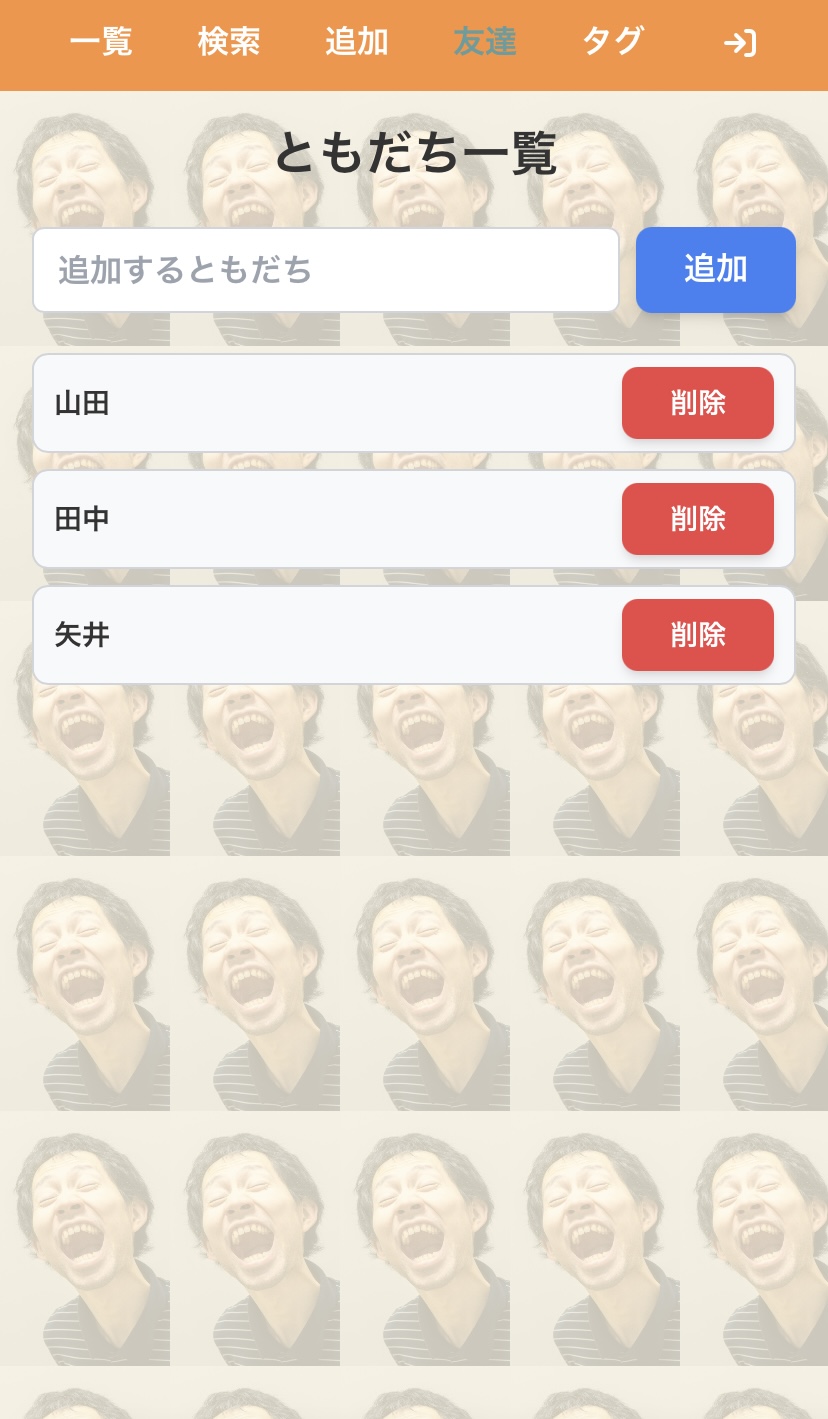 一覧 検索 追加 友達 タグ
ともだち一覧
追加するともだち 追加
山田 削除
田中 削除
矢井 削除